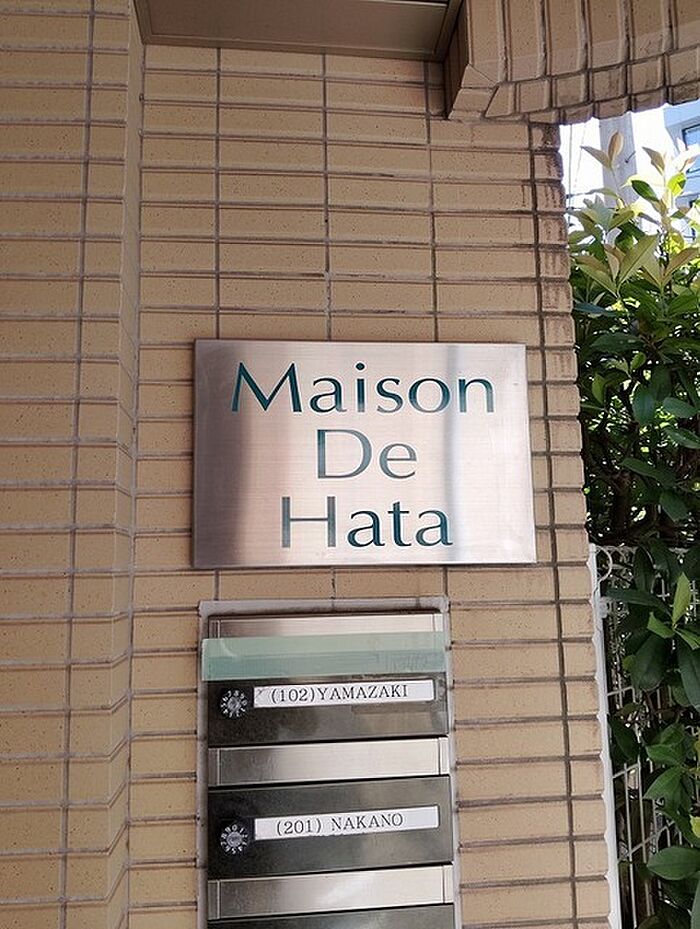 Maison
De
Hata
(102)YAMAZAKI
(201) NAKANO